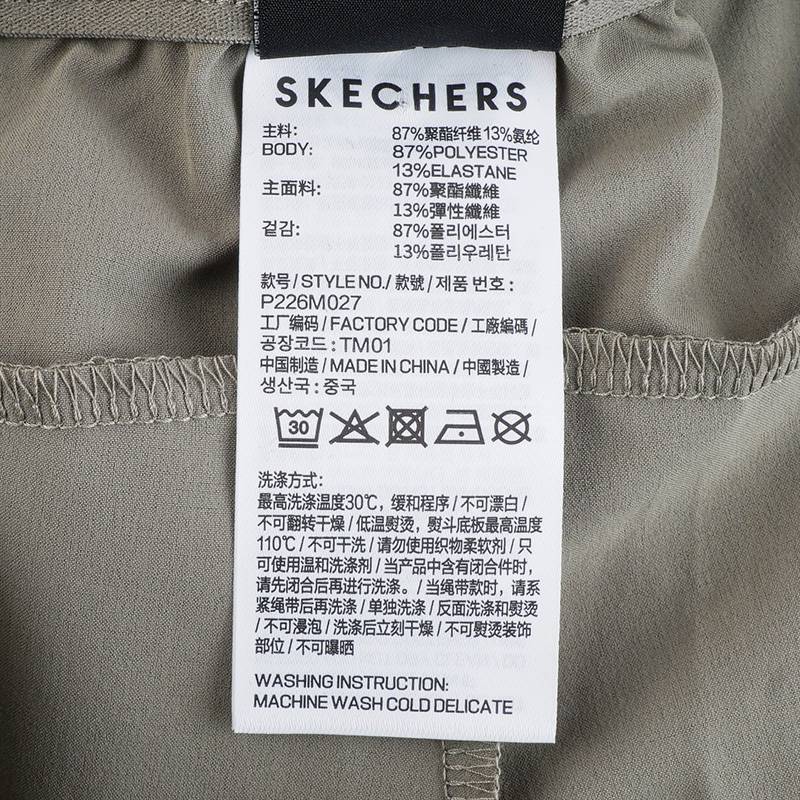 SKECHERS
主料: 87%聚酯纤维 13%氨纶
BODY: 87%POLYESTER
13%ELASTANE
主面料: 87%聚酯纖維
13%彈性纖維
겉감: 87%폴리에스터
13%폴리우레탄
款号/STYLE NO./款號/제품 번호:
P226M027
工厂编码/FACTORY CODE/工廠編碼/
공장코드:TM01
中国制造/MADE IN CHINA/中國製造/
생산국:중국
30
洗涤方式:
最高洗涤温度30℃, 缓和程序/不可漂白/
不可翻转干燥/低温熨烫, 熨斗底板最高温度
110℃/不可干洗/请勿使用织物柔软剂/只
可使用温和洗涤剂/当产品中含有闭合件时,
请先闭合后再进行洗涤。/当绳带款时, 请系
紧绳带后再洗涤/单独洗涤/反面洗涤和熨烫
/不可浸泡/洗涤后立刻干燥/不可熨烫装饰
部位/不可曝晒
WASHING INSTRUCTION:
MACHINE WASH COLD DELICATE